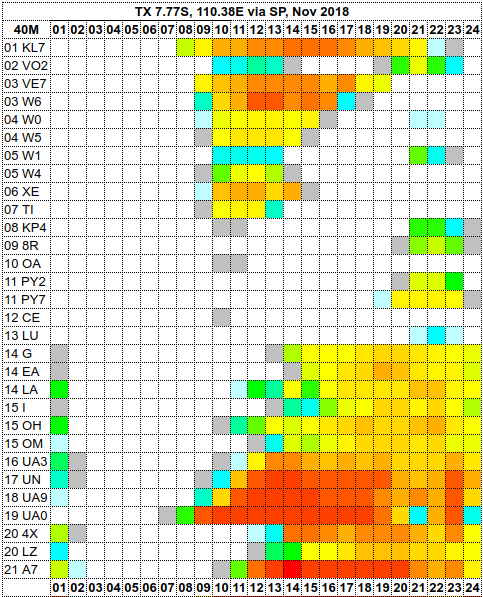 TX 7.77S, 110.38E via SP, Nov 2018
40M 01 02 03 04 05 06 07 08 09 10 11 12 13 14 15 16 17 18 19 20 21 22 23 24
01 KL7
02 VO2
03 VE7
03 W6
04 W0
04 W5
05 W1
05 W4
06 XE
07 TI
08 KP4
09 8R
10 OA
11 PY2
11 PY7
12 CE
13 LU
14 G
14 EA
14 LA
15 I
15 OH
15 OM
16 UA3
17 UN
18 UA9
19 UA0
20 4X
20 LZ
21 A7
01 02 03 04 05 06 07 08 09 10 11 12 13 14 15 16 17 18 19 20 21 22 23 24